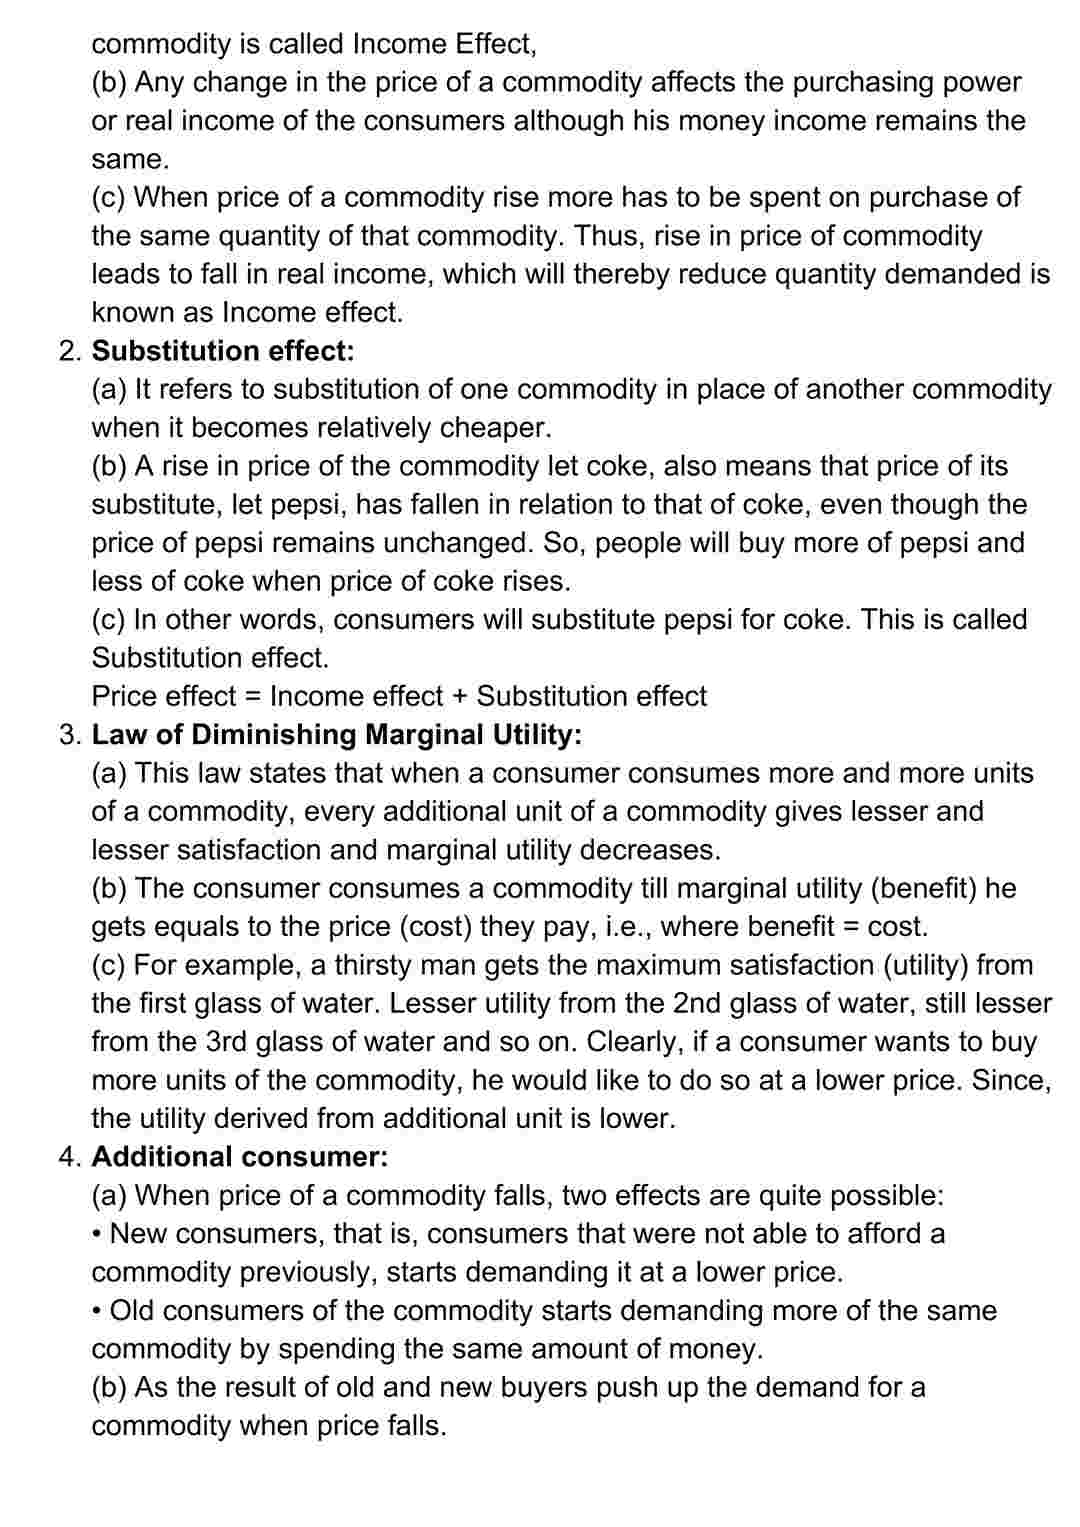 commodity is called Income Effect,
(b) Any change in the price of a commodity affects the purchasing power
or real income of the consumers although his money income remains the
same.
(c) When price of a commodity rise more has to be spent on purchase of
the same quantity of that commodity. Thus, rise in price of commodity
leads to fall in real income, which will thereby reduce quantity demanded is
known as Income effect.
2. Substitution effect:
(a) It refers to substitution of one commodity in place of another commodity
when it becomes relatively cheaper.
(b) A rise in price of the commodity let coke, also means that price of its
substitute, let pepsi, has fallen in relation to that of coke, even though the
price of pepsi remains unchanged. So, people will buy more of pepsi and
less of coke when price of coke rises.
(c) In other words, consumers will substitute pepsi for coke. This is called
Substitution effect.
Price effect = Income effect + Substitution effect
3. Law of Diminishing Marginal Utility:
(a) This law states that when a consumer consumes more and more units
of a commodity, every additional unit of a commodity gives lesser and
lesser satisfaction and marginal utility decreases.
(b) The consumer consumes a commodity till marginal utility (benefit) he
gets equals to the price (cost) they pay, i.e., where benefit = cost.
(c) For example, a thirsty man gets the maximum satisfaction (utility) from
the first glass of water. Lesser utility from the 2nd glass of water, still lesser
from the 3rd glass of water and so on. Clearly, if a consumer wants to buy
more units of the commodity, he would like to do so at a lower price. Since,
the utility derived from additional unit is lower.
4. Additional consumer:
(a) When price of a commodity falls, two effects are quite possible:
• New consumers, that is, consumers that were not able to afford a
commodity previously, starts demanding it at a lower price.
• Old consumers of the commodity starts demanding more of the same
commodity by spending the same amount of money.
(b) As the result of old and new buyers push up the demand for a
commodity when price falls.